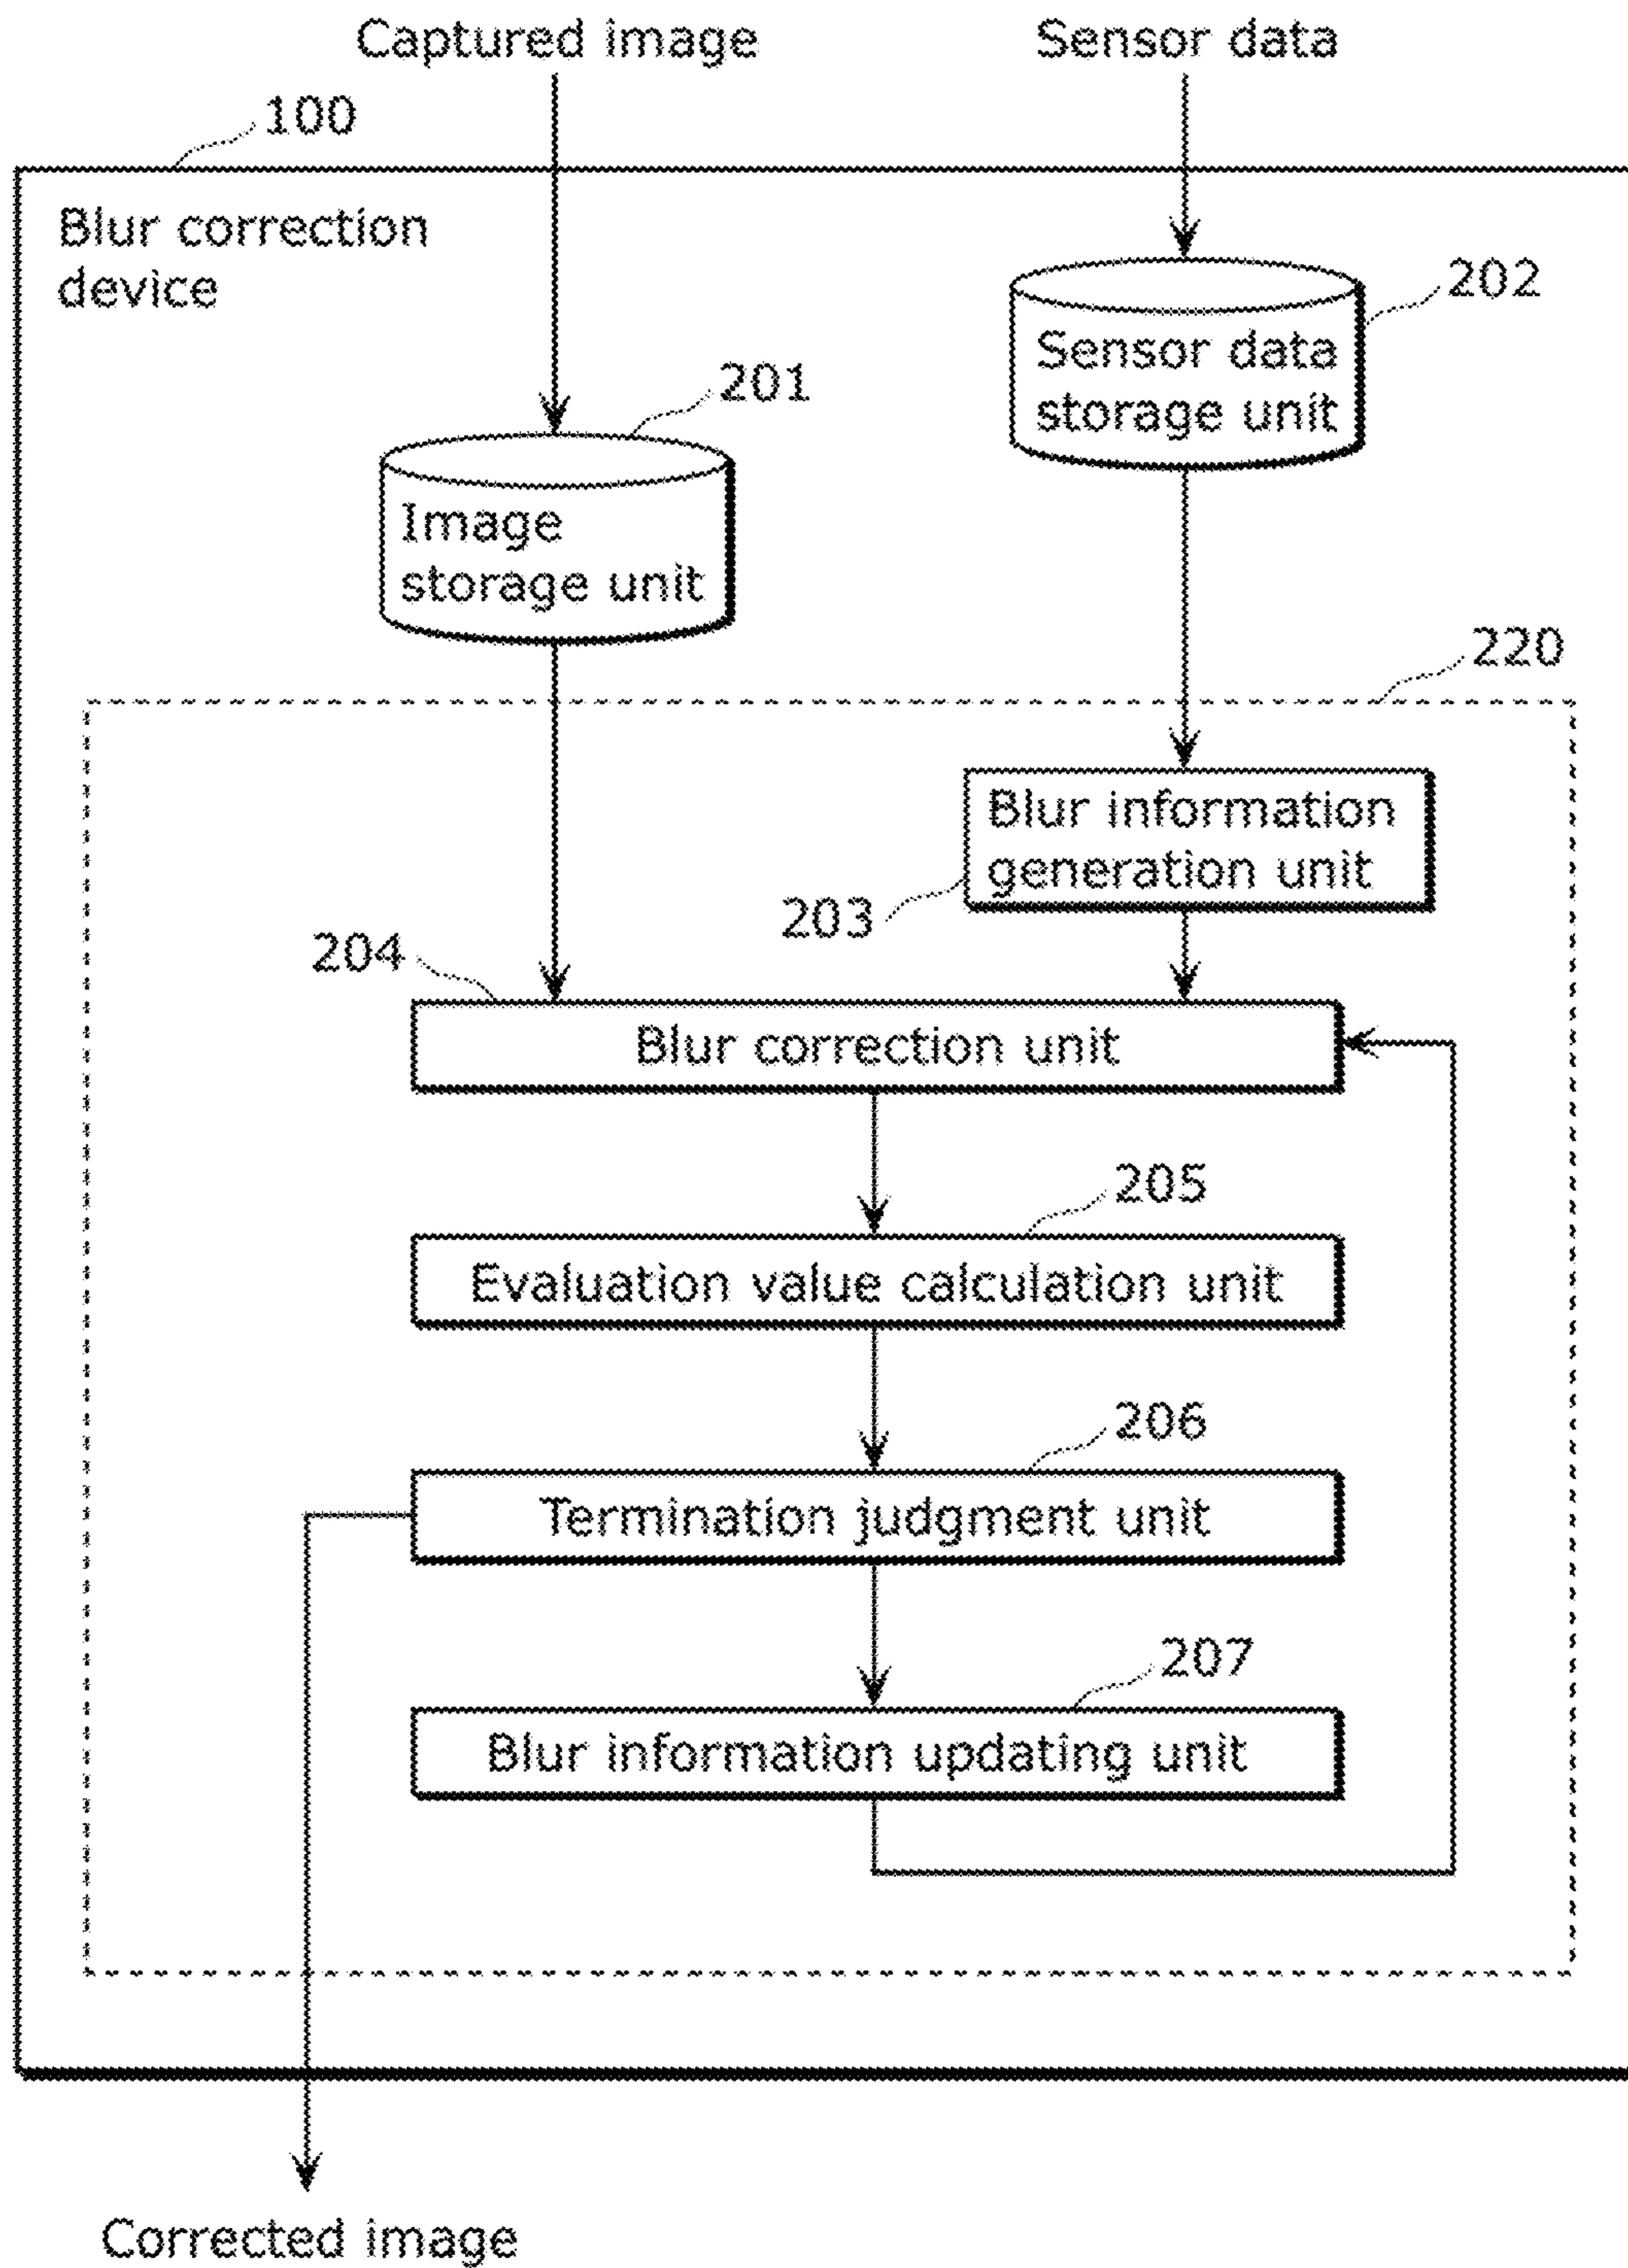 Captured image
Sensor data
100
Blur correction
device
202
Sensor data
storage unit
201
Image
storage unit
220
Blur information
generation unit
203
204
Blur correction unit
205
Evaluation value calculation unit
206
Termination judgment unit
207
Blur information updating unit
Corrected image